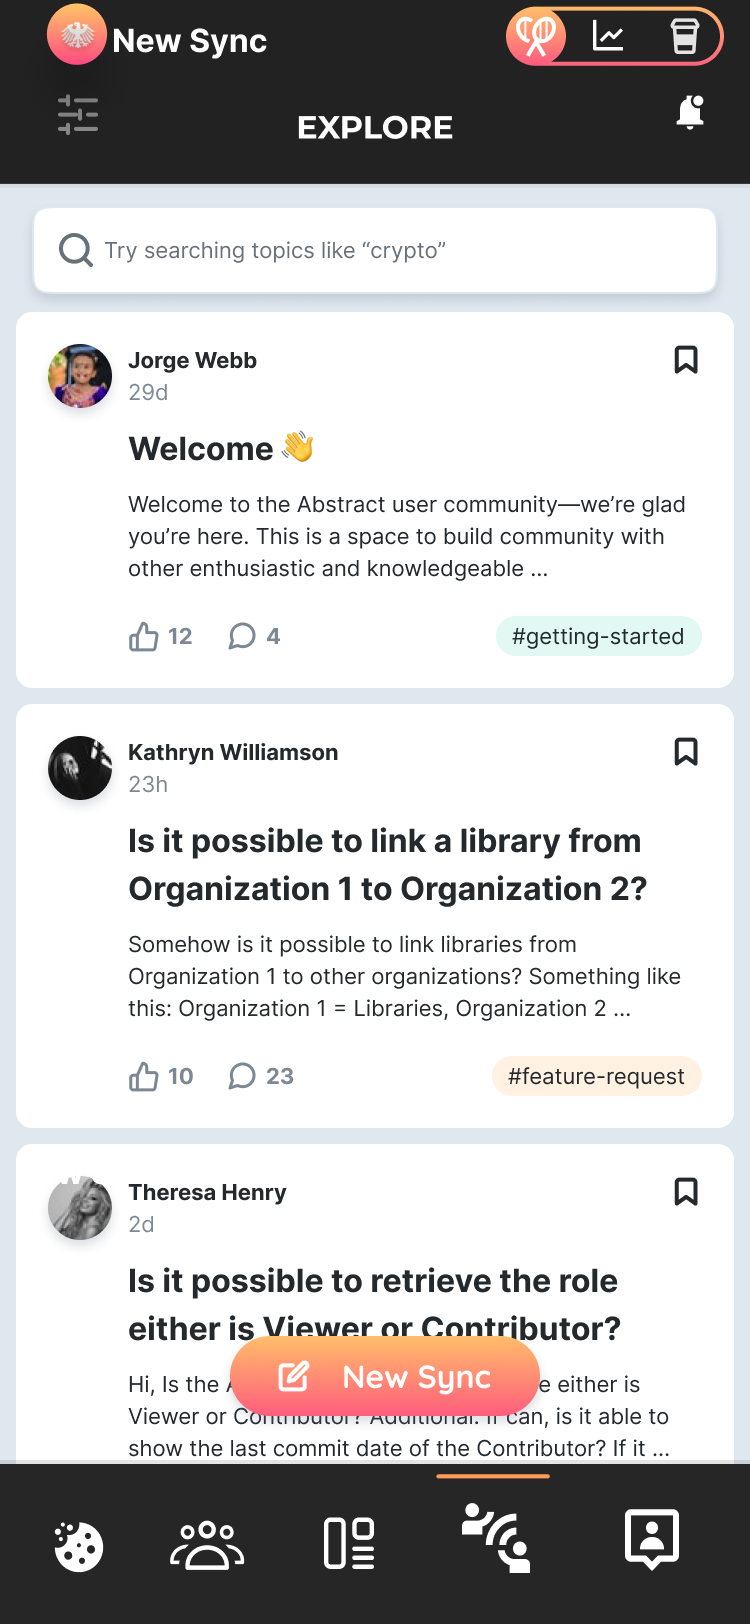 New Sync
EXPLORE
Try searching topics like “crypto”
Jorge Webb
29d
Welcome 👋
Welcome to the Abstract user community—we’re glad
you’re here. This is a space to build community with
other enthusiastic and knowledgeable ...
12 4 #getting-started
Kathryn Williamson
23h
Is it possible to link a library from
Organization 1 to Organization 2?
Somehow is it possible to link libraries from
Organization 1 to other organizations? Something like
this: Organization 1 = Libraries, Organization 2 ...
10 23 #feature-request
Theresa Henry
2d
Is it possible to retrieve the role
either is Viewer or Contributor?
Hi, Is the e either is
New Sync
Viewer or Contributor? Additional. If can, is it able to
show the last commit date of the Contributor? If it ...